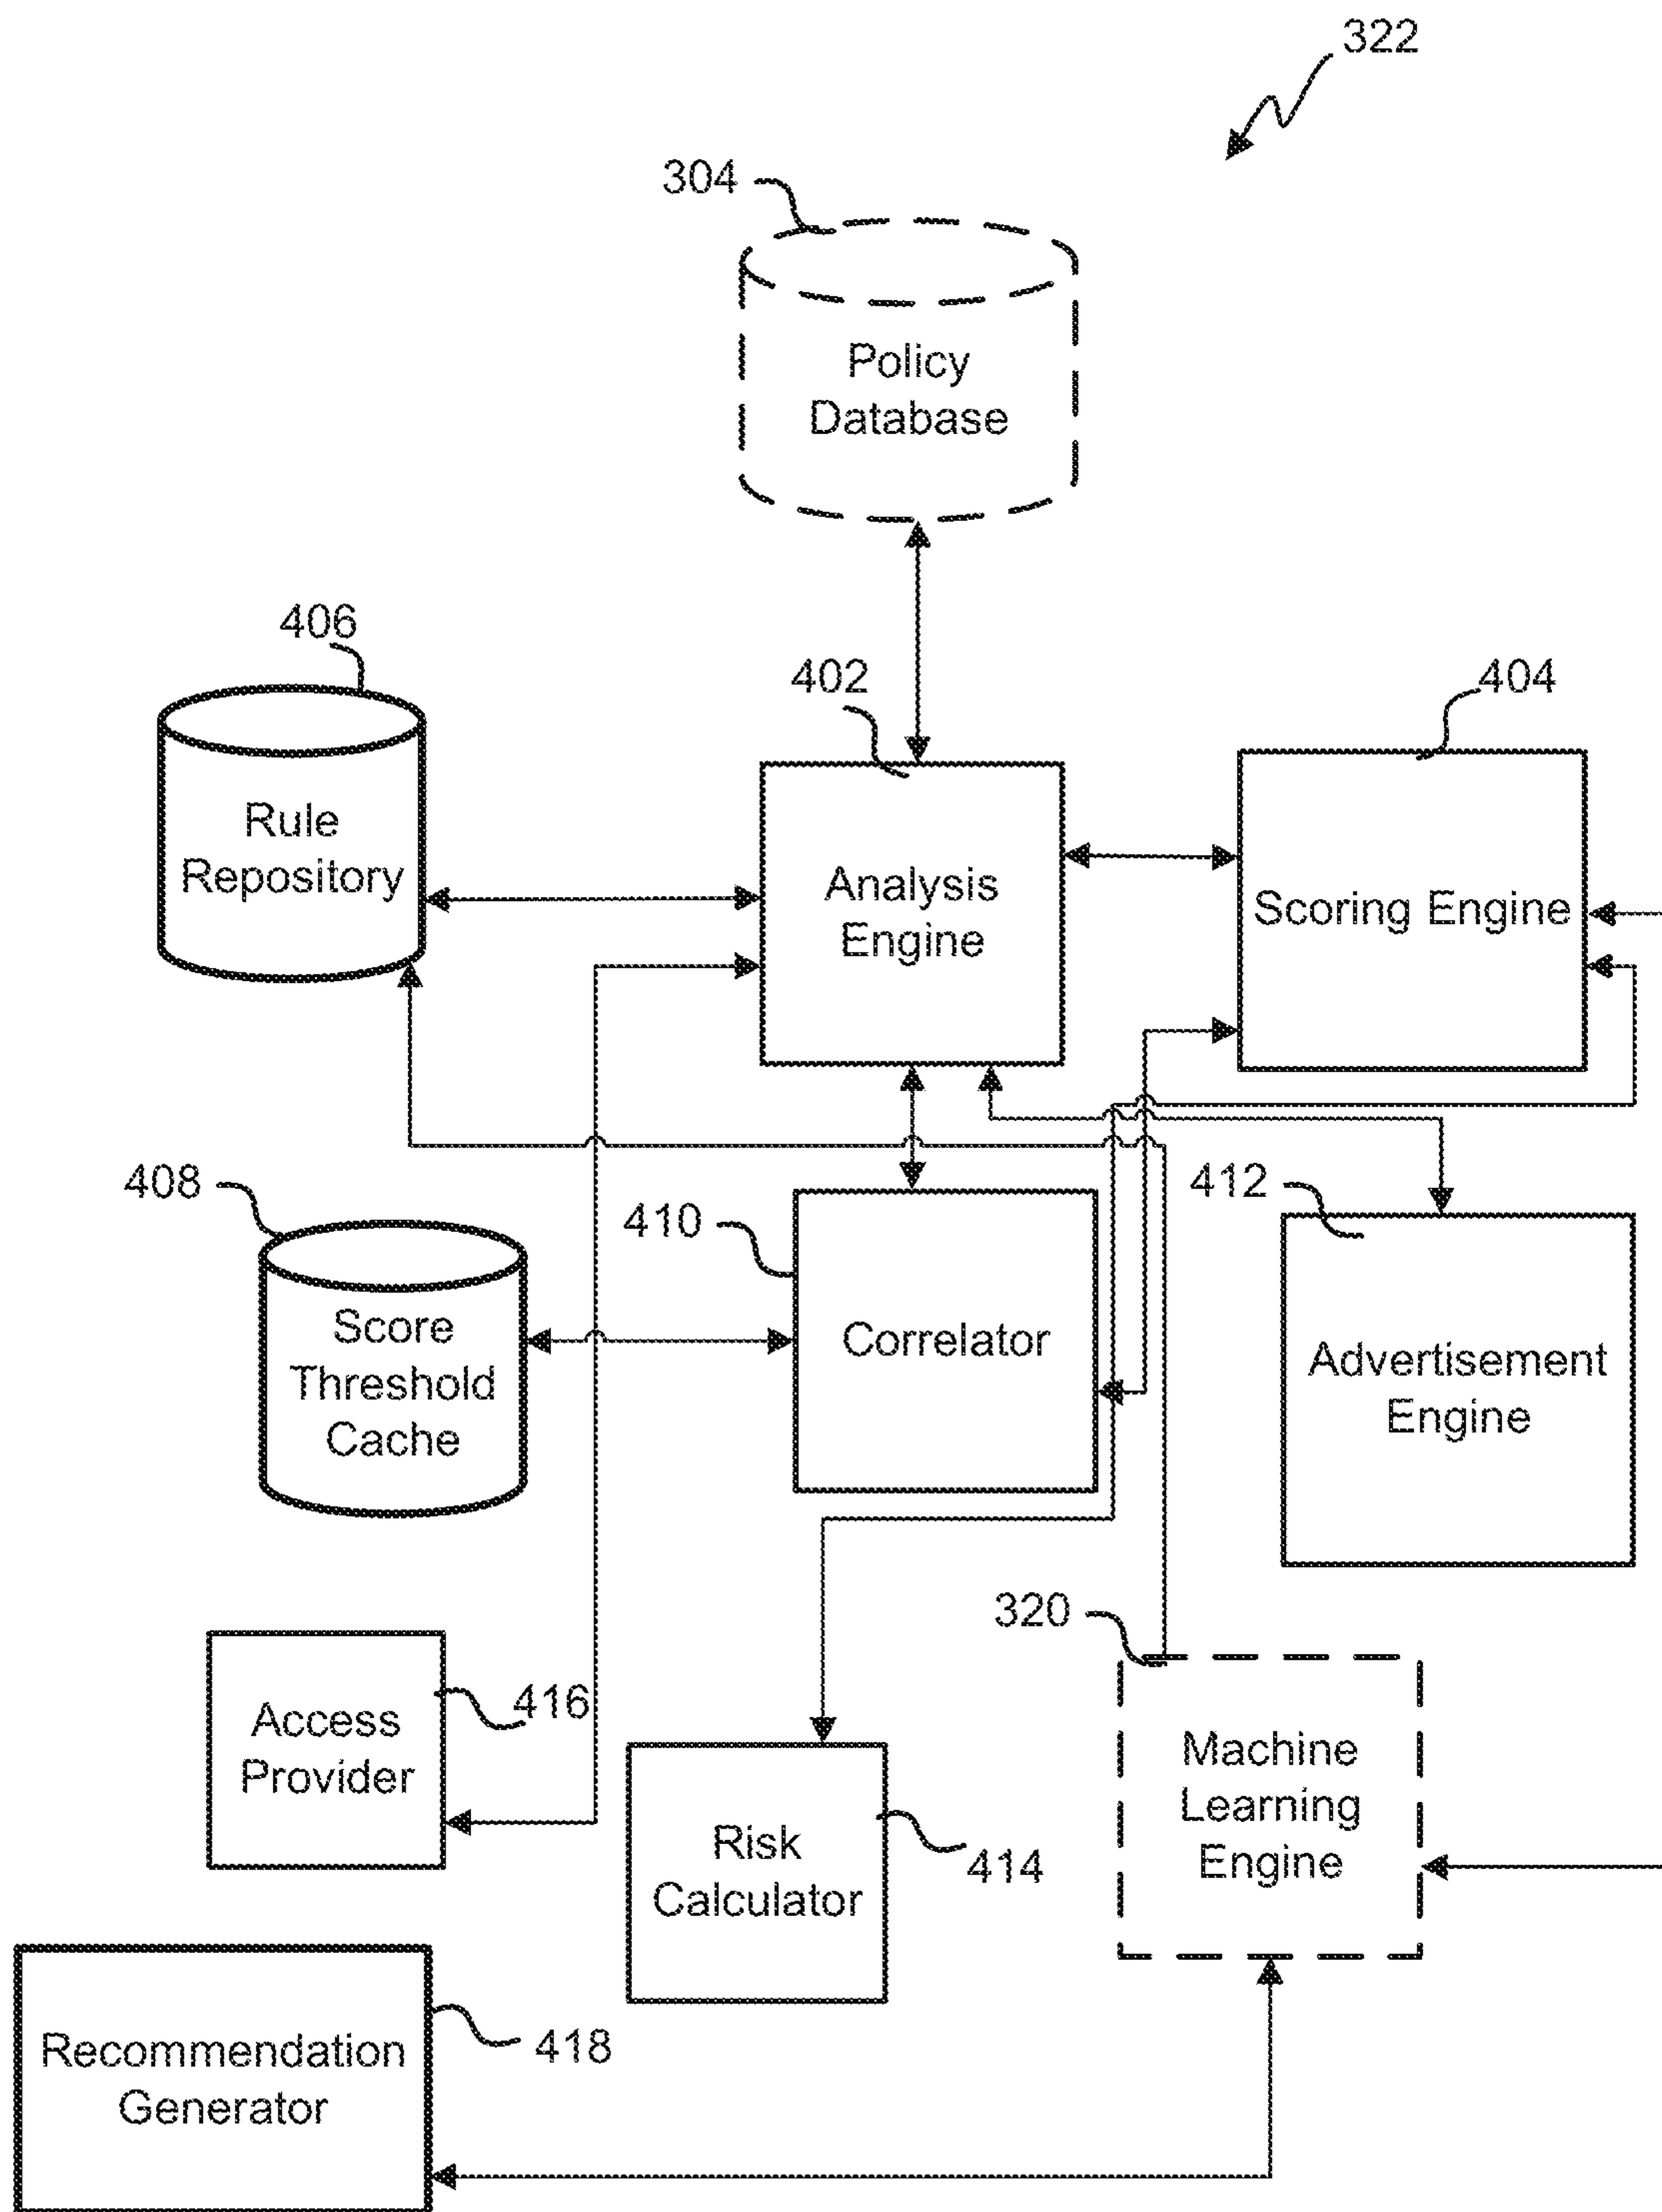 322
304
Policy
Database
406
402
404
Rule
Repository
Analysis
Engine
Scoring Engine
408
410
412
Score
Threshold
Cache
Correlator
Advertisement
Engine
320
416
Access
Provider
Machine
Learning
Engine
414
Risk
Calculator
418
Recommendation
Generator